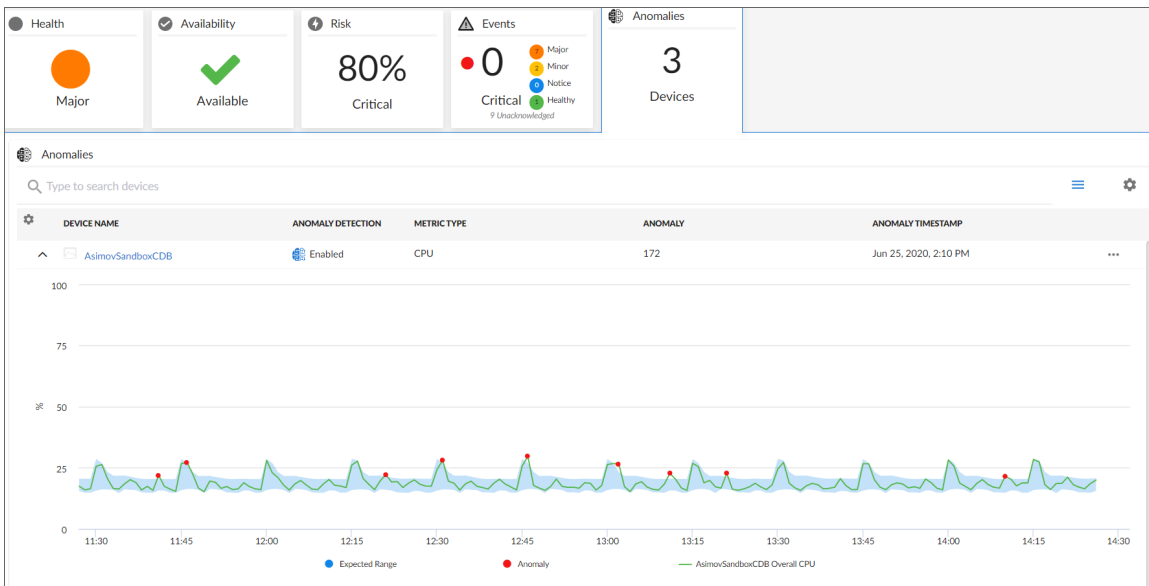 Health
Major
Availability
Available
Risk
80%
Critical
Events
0
Critical
9 Unacknowledged
7 Major
2 Minor
0 Notice
1 Healthy
Anomalies
3
Devices
Anomalies
Type to search devices
DEVICE NAME ANOMALY DETECTION METRIC TYPE ANOMALY ANOMALY TIMESTAMP
AsimovSandboxCDB Enabled CPU 172 Jun 25, 2020, 2:10 PM
100
75
50
25
0
%
11:30 11:45 12:00 12:15 12:30 12:45 13:00 13:15 13:30 13:45 14:00 14:15 14:30
Expected Range Anomaly AsimovSandboxCDB Overall CPU